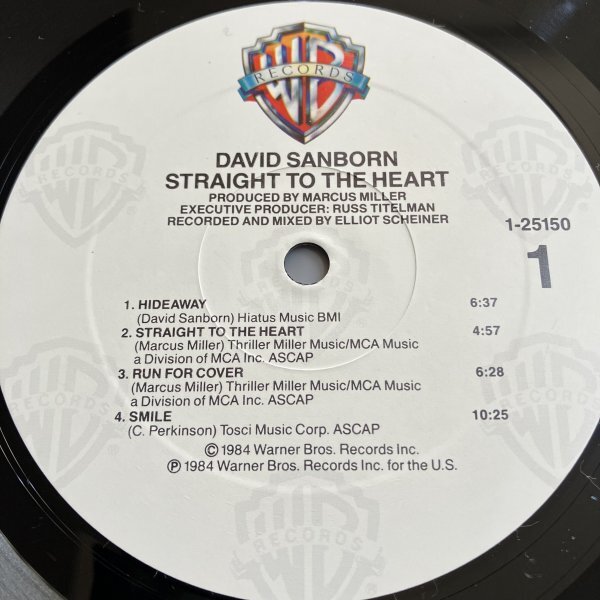 WB
RECORDS
DAVID SANBORN
STRAIGHT TO THE HEART
PRODUCED BY MARCUS MILLER
EXECUTIVE PRODUCER: RUSS TITELMAN
RECORDED AND MIXED BY ELLIOT SCHEINER
1-25150
1
1. HIDEAWAY 6:37
(David Sanborn) Hiatus Music BMI
2. STRAIGHT TO THE HEART 4:57
(Marcus Miller) Thriller Miller Music/MCA Music
a Division of MCA Inc. ASCAP
3. RUN FOR COVER 6:28
(Marcus Miller) Thriller Miller Music/MCA Music
a Division of MCA Inc. ASCAP
4. SMILE 10:25
(C. Perkinson) Tosci Music Corp. ASCAP
Ⓒ 1984 Warner Bros. Records Inc.
Ⓟ 1984 Warner Bros. Records Inc. for the U.S.